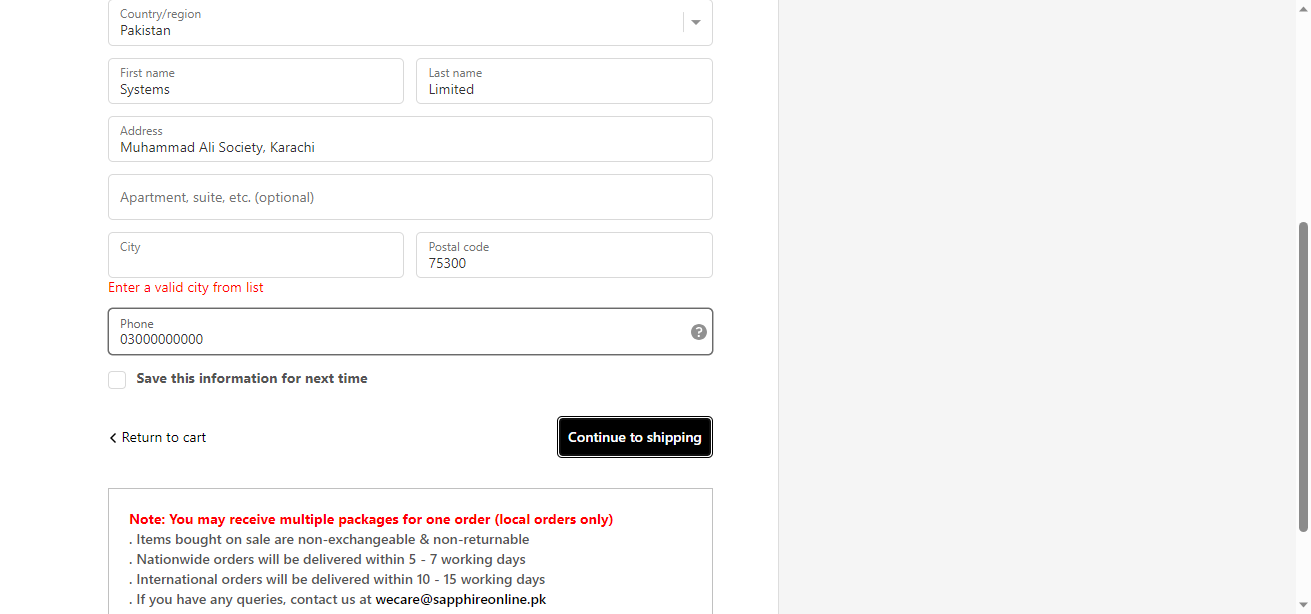 Country/region
Pakistan
First name
Systems
Last name
Limited
Address
Muhammad Ali Society, Karachi
Apartment, suite, etc. (optional)
City
Postal code
75300
Enter a valid city from list
Phone
03000000000
?
Save this information for next time
Return to cart
Continue to shipping
Note: You may receive multiple packages for one order (local orders only)
. Items bought on sale are non-exchangeable & non-returnable
. Nationwide orders will be delivered within 5 - 7 working days
. International orders will be delivered within 10 - 15 working days
. If you have any queries, contact us at wecare@sapphireonline.pk